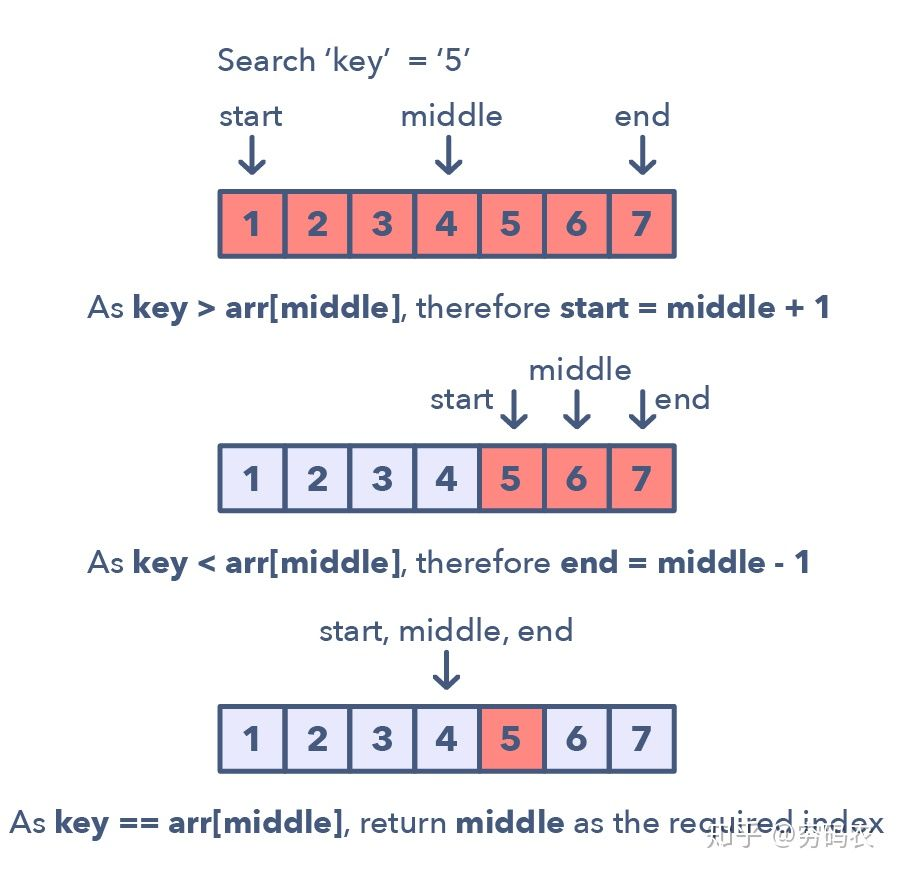 Search ‘key’ = ‘5’
start middle end
1 2 3 4 5 6 7
As key > arr[middle], therefore start = middle + 1
middle
start end
1 2 3 4 5 6 7
As key < arr[middle], therefore end = middle - 1
start, middle, end
1 2 3 4 5 6 7
As key == arr[middle], return middle as the required index
知乎 @穷码农